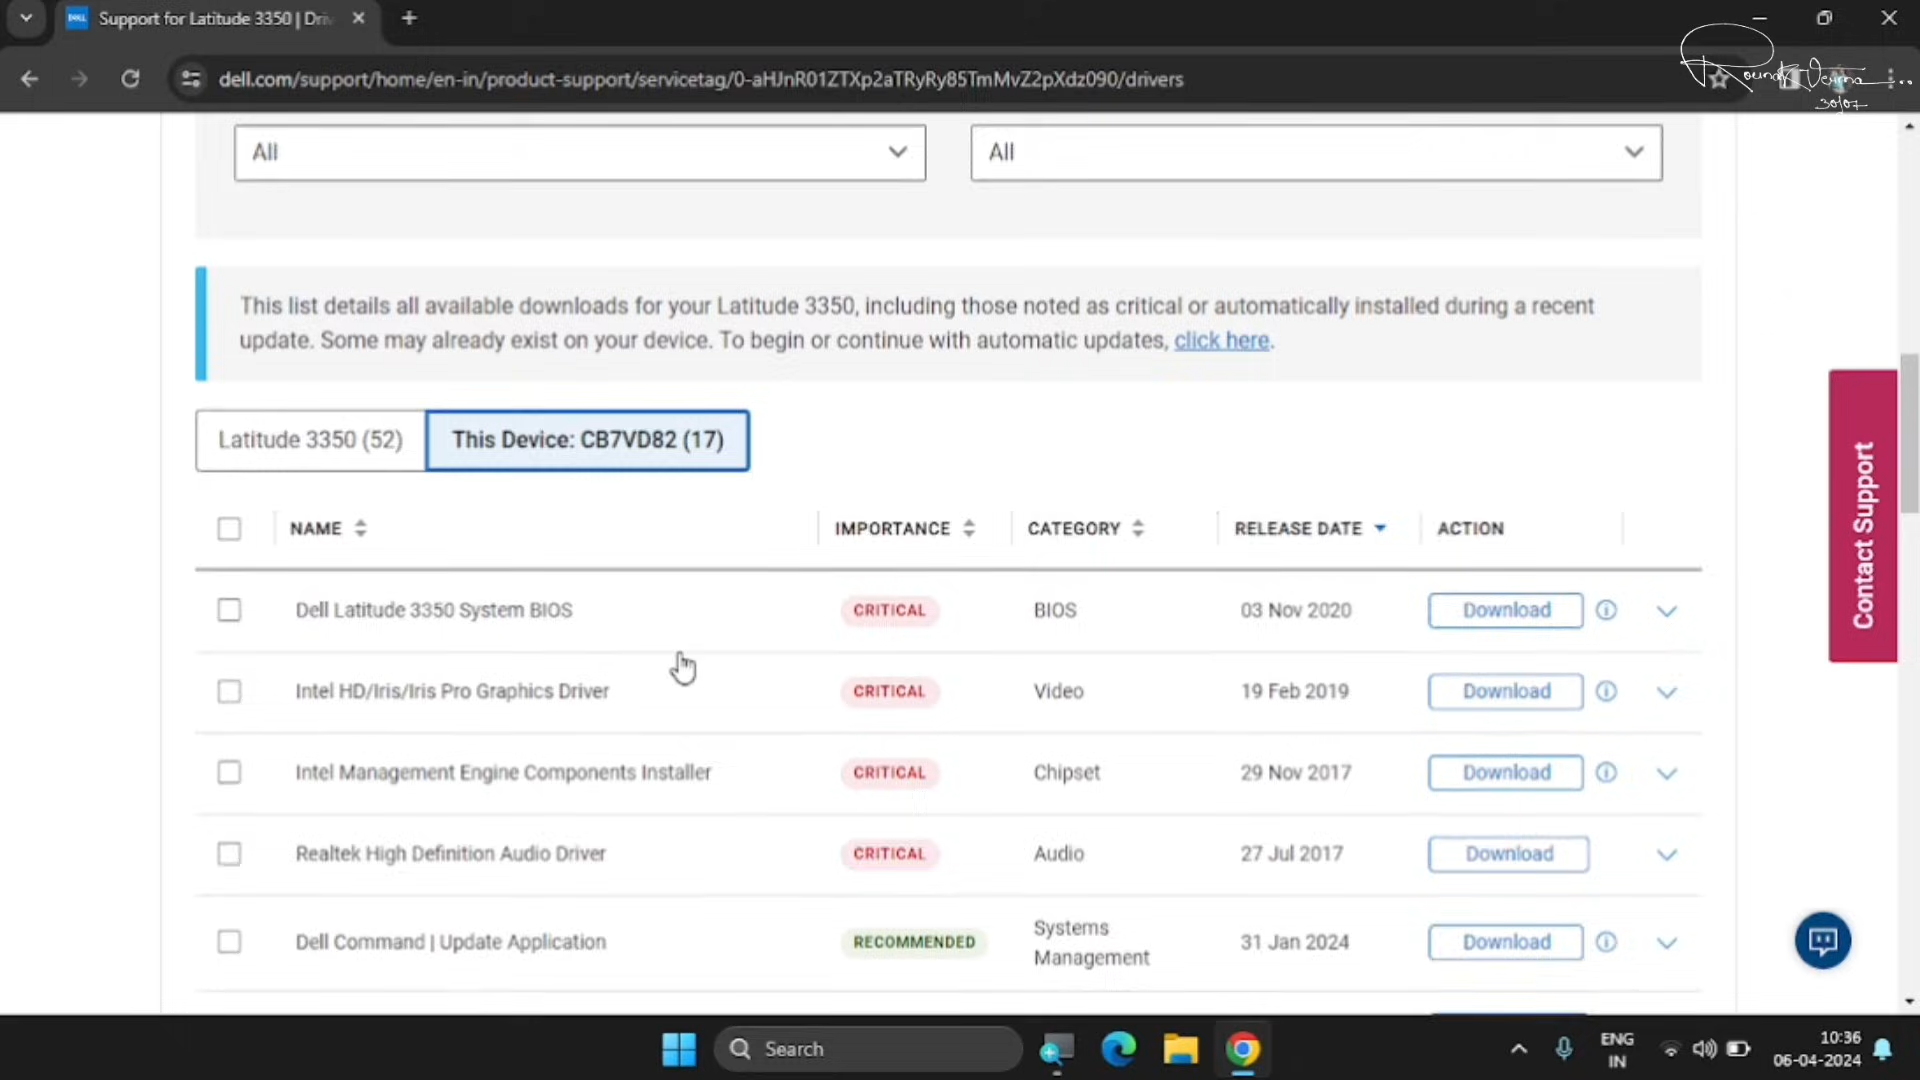 Support for Latitude 3350 | Dri
dell.com/support/home/en-in/product-support/servicetag/0-aHJnR01ZTXp2aTRyRy85TmMvZ2pXdz090/drivers
30/07
All
All
This list details all available downloads for your Latitude 3350, including those noted as critical or automatically installed during a recent
update. Some may already exist on your device. To begin or continue with automatic updates, click here.
Latitude 3350 (52)
This Device: CB7VD82 (17)
NAME IMPORTANCE CATEGORY RELEASE DATE ACTION
Dell Latitude 3350 System BIOS CRITICAL BIOS 03 Nov 2020 Download
Intel HD/Iris/Iris Pro Graphics Driver CRITICAL Video 19 Feb 2019 Download
Intel Management Engine Components Installer CRITICAL Chipset 29 Nov 2017 Download
Realtek High Definition Audio Driver CRITICAL Audio 27 Jul 2017 Download
Dell Command | Update Application RECOMMENDED Systems Management 31 Jan 2024 Download
Contact Support
Search
ENG
IN
10:36
06-04-2024